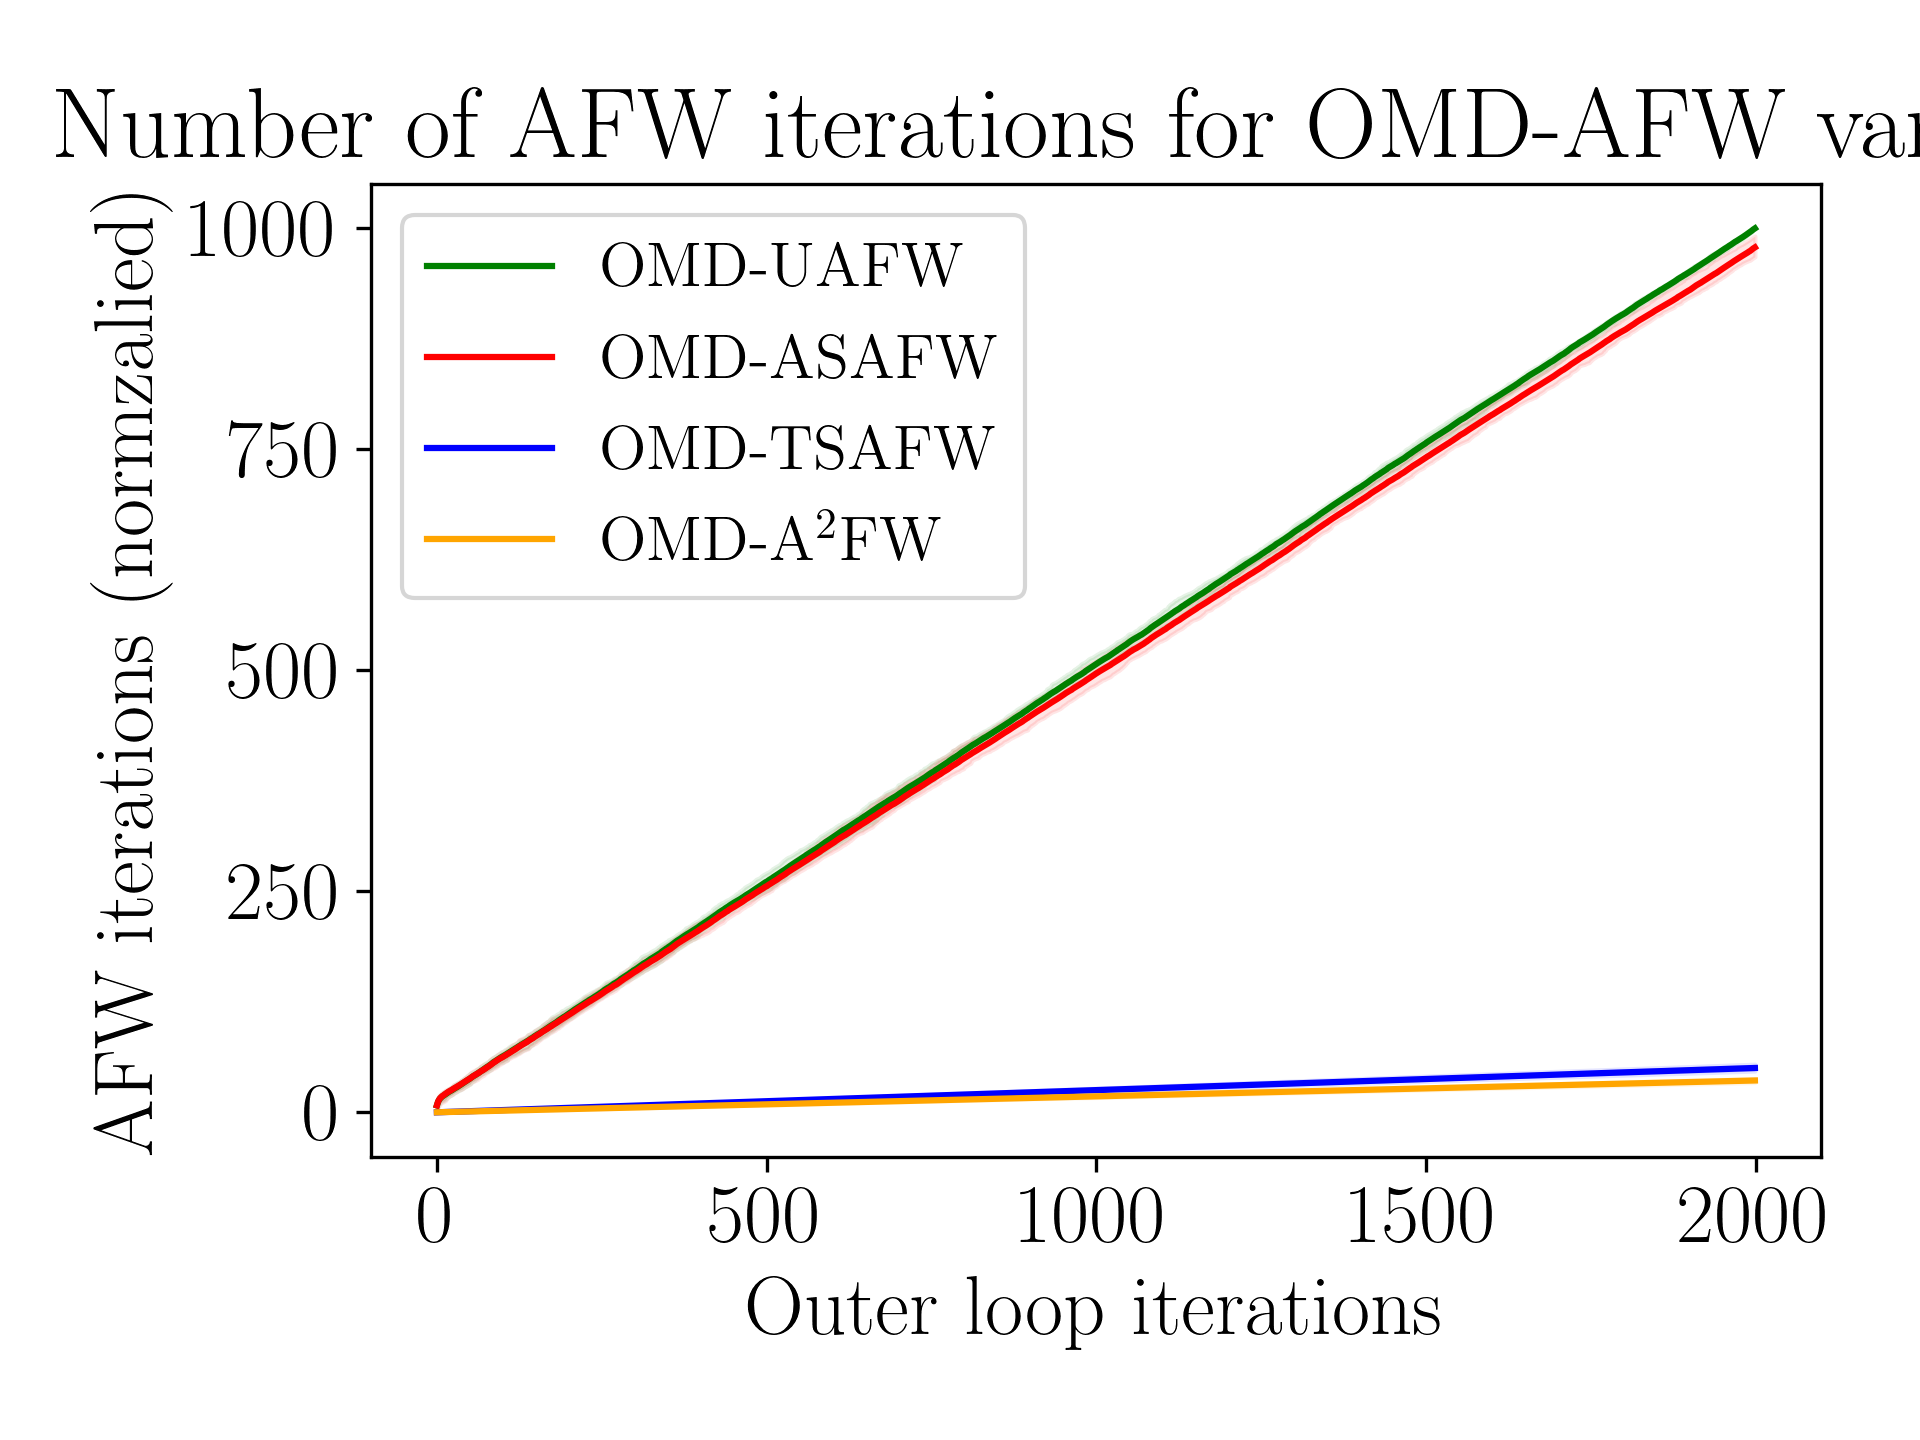 Number of AFW iterations for OMD-AFW var
AFW iterations (normzalied)
1000
750
500
250
0
OMD-UAFW
OMD-ASAFW
OMD-TSAFW
OMD-A²FW
0 500 1000 1500 2000
Outer loop iterations